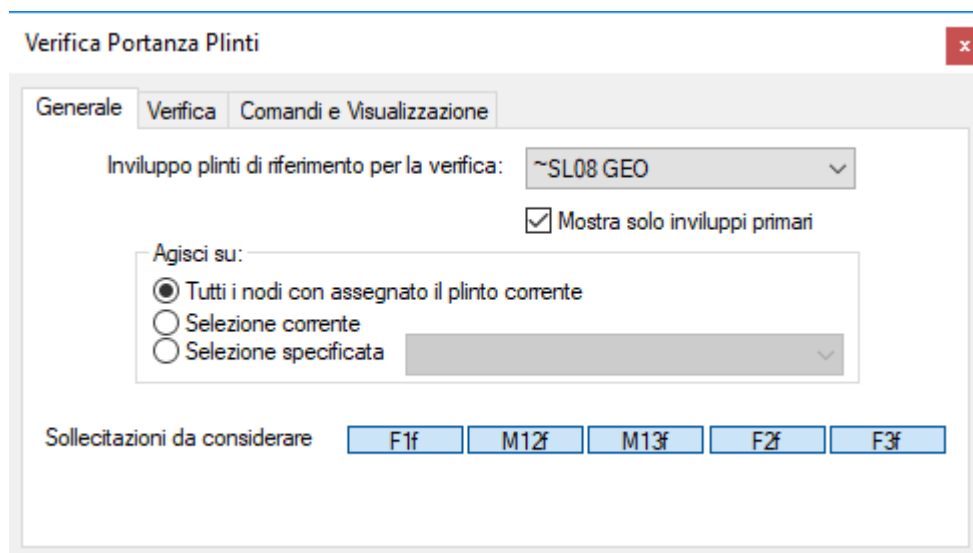 Verifica Portanza Plinti
x
Generale Verifica Comandi e Visualizzazione
Inviluppo plinti di riferimento per la verifica: ~SL08 GEO
Mostra solo inviluppi primari
Agisci su:
Tutti i nodi con assegnato il plinto corrente
Selezione corrente
Selezione specificata
Sollecitazioni da considerare F1f M12f M13f F2f F3f